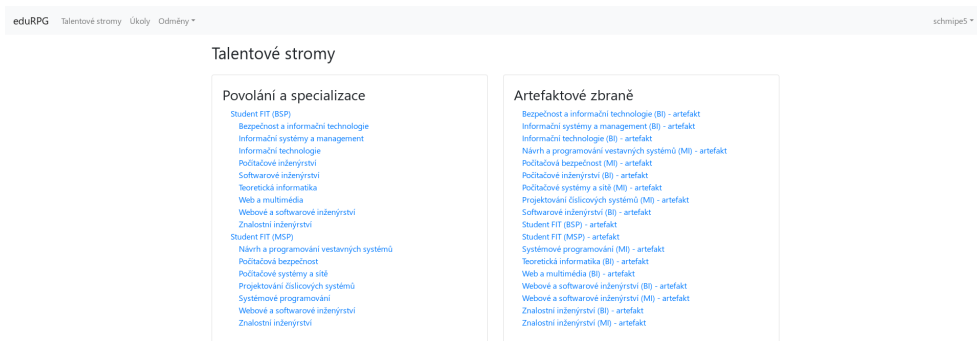 eduRPG Talentové stromy Úkoly Odměny schmipe5
Talentové stromy
Povolání a specializace
Student FIT (BSP)
Bezpečnost a informační technologie
Informační systémy a management
Informační technologie
Počítačové inženýrství
Softwarové inženýrství
Teoretická informatika
Web a multimédia
Webové a softwarové inženýrství
Znalostní inženýrství
Student FIT (MSP)
Návrh a programování vestavných systémů
Počítačová bezpečnost
Počítačové systémy a sítě
Projektování číslicových systémů
Systémové programování
Webové a softwarové inženýrství
Znalostní inženýrství
Artefaktové zbraně
Bezpečnost a informační technologie (BI) - artefakt
Informační systémy a management (BI) - artefakt
Informační technologie (BI) - artefakt
Návrh a programování vestavných systémů (MI) - artefakt
Počítačová bezpečnost (MI) - artefakt
Počítačové inženýrství (BI) - artefakt
Počítačové systémy a sítě (MI) - artefakt
Projektování číslicových systémů (MI) - artefakt
Softwarové inženýrství (BI) - artefakt
Student FIT (BSP) - artefakt
Student FIT (MSP) - artefakt
Systémové programování (MI) - artefakt
Teoretická informatika (BI) - artefakt
Web a multimédia (BI) - artefakt
Webové a softwarové inženýrství (BI) - artefakt
Webové a softwarové inženýrství (MI) - artefakt
Znalostní inženýrství (BI) - artefakt
Znalostní inženýrství (MI) - artefakt